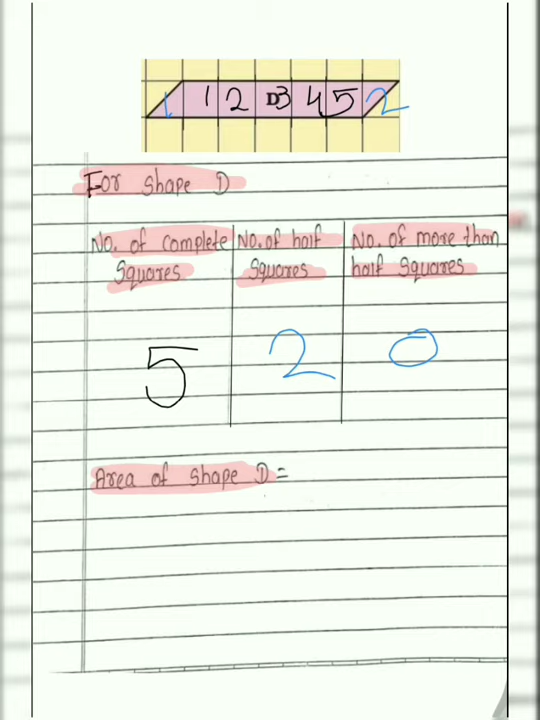 1 1 2 D3 4 5 2
For shape D
No. of complete Squares
No. of half Squares
No. of more than half Squares
5 2 0
Area of shape D =